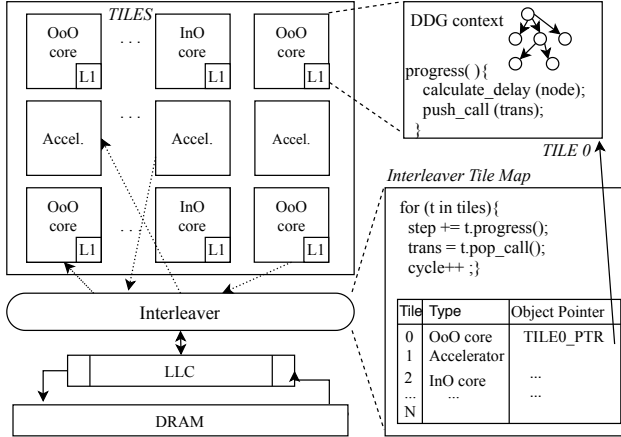 TILES
OoO core L1
. . .
InO core L1
OoO core L1
Accel.
. . .
Accel.
Accel.
OoO core L1
. . .
InO core L1
OoO core L1
Interleaver
LLC
DRAM
DDG context
progress( ){
calculate_delay (node);
push_call (trans);
}
TILE 0
Interleaver Tile Map
for (t in tiles){
step += t.progress();
trans = t.pop_call();
cycle++ ;}
Tile Type Object Pointer
0 OoO core TILE0_PTR
1 Accelerator
2 InO core ...
... ... ...
N